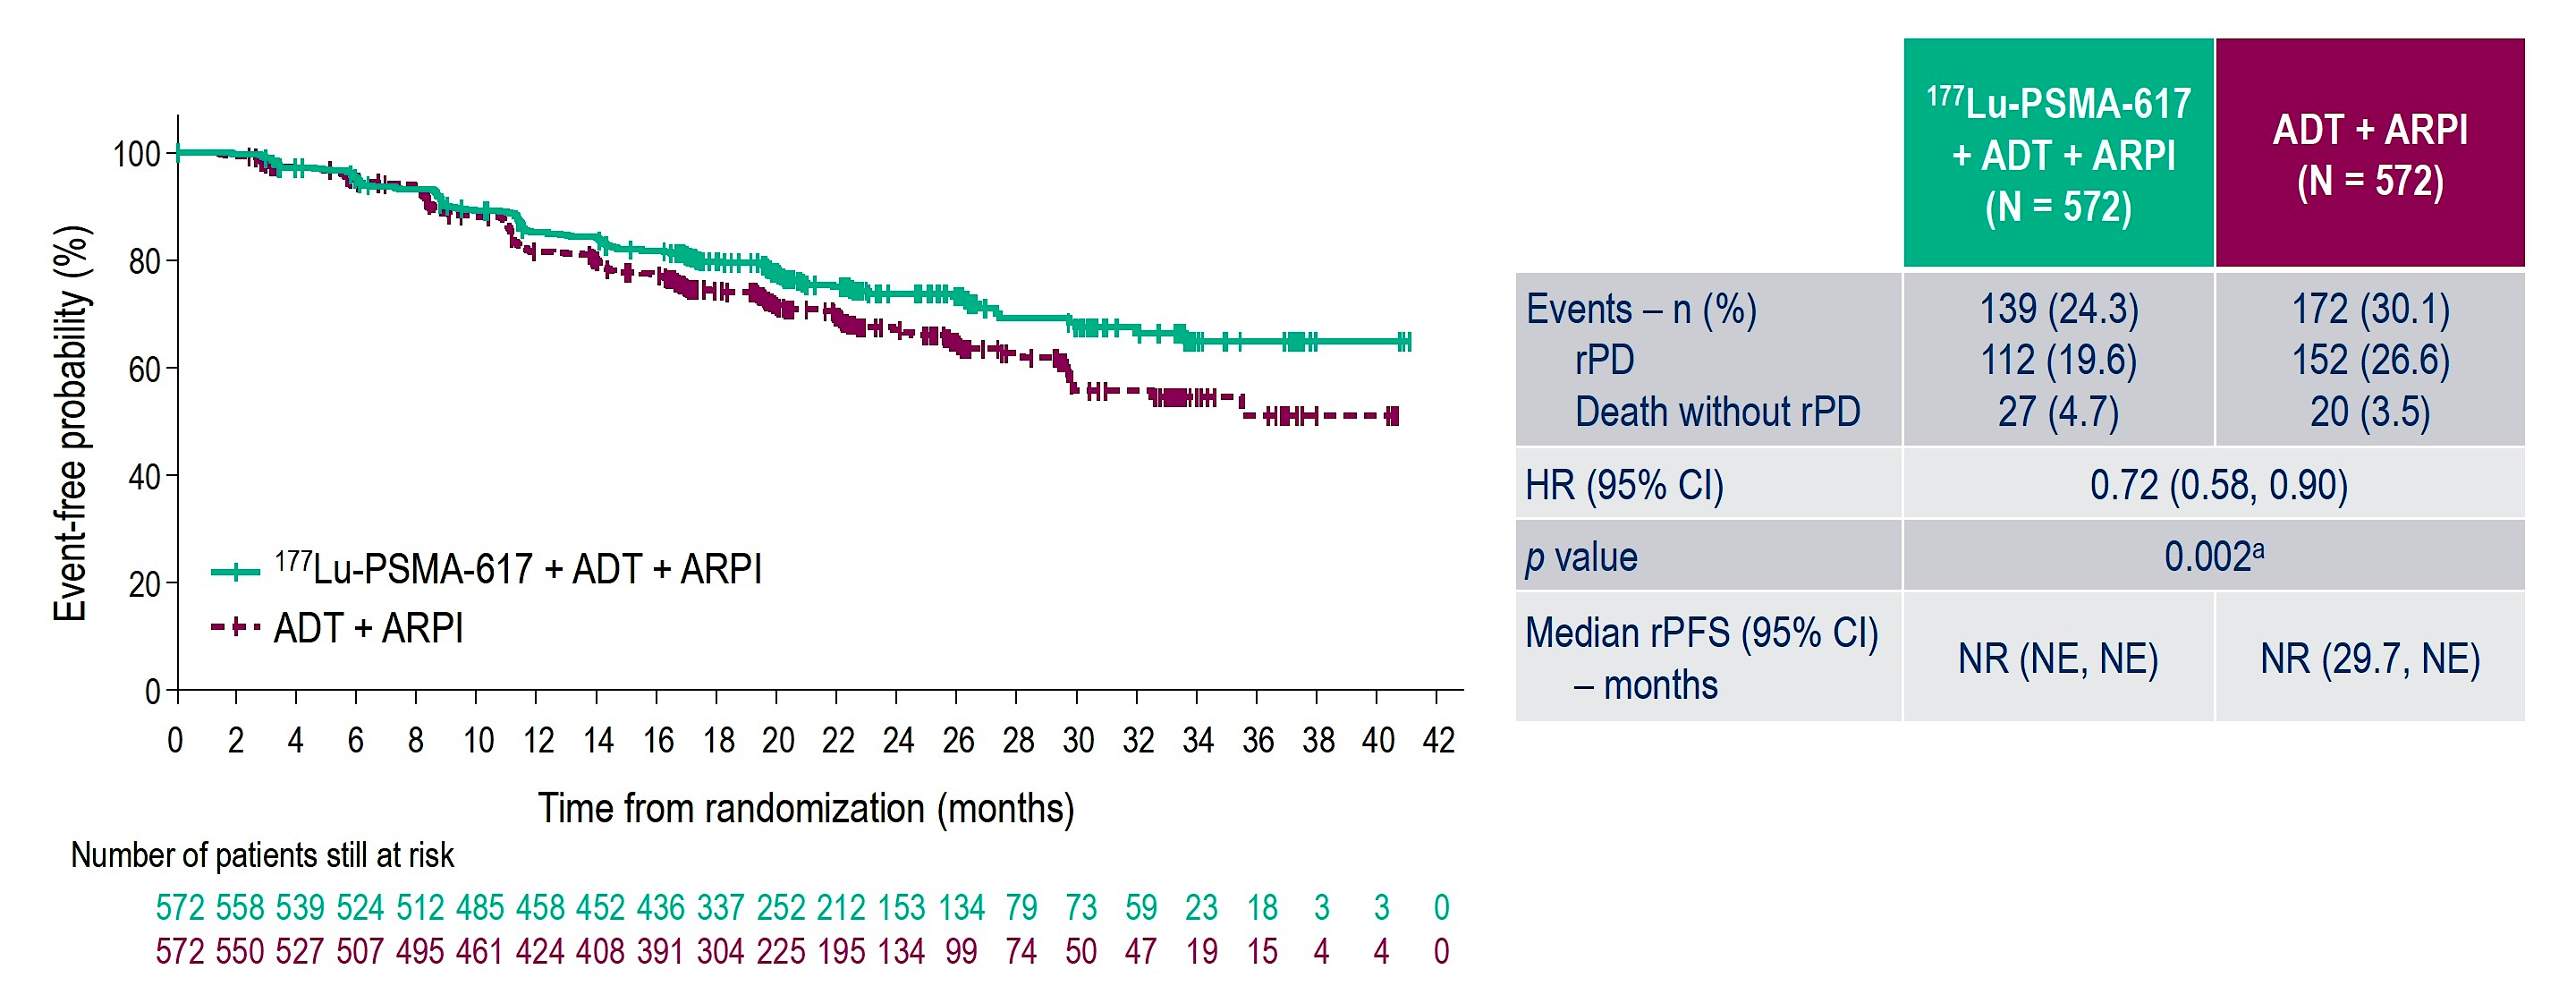 100
80
60
40
20
0
Event-free probability (%)
¹⁷⁷Lu-PSMA-617 + ADT + ARPI
ADT + ARPI
0 2 4 6 8 10 12 14 16 18 20 22 24 26 28 30 32 34 36 38 40 42
Time from randomization (months)
Number of patients still at risk
572 558 539 524 512 485 458 452 436 337 252 212 153 134 79 73 59 23 18 3 3 0
572 550 527 507 495 461 424 408 391 304 225 195 134 99 74 50 47 19 15 4 4 0
¹⁷⁷Lu-PSMA-617
+ ADT + ARPI
(N = 572)
ADT + ARPI
(N = 572)
Events – n (%) 139 (24.3) 172 (30.1)
rPD 112 (19.6) 152 (26.6)
Death without rPD 27 (4.7) 20 (3.5)
HR (95% CI) 0.72 (0.58, 0.90)
p value 0.002ᵃ
Median rPFS (95% CI)
– months
NR (NE, NE) NR (29.7, NE)